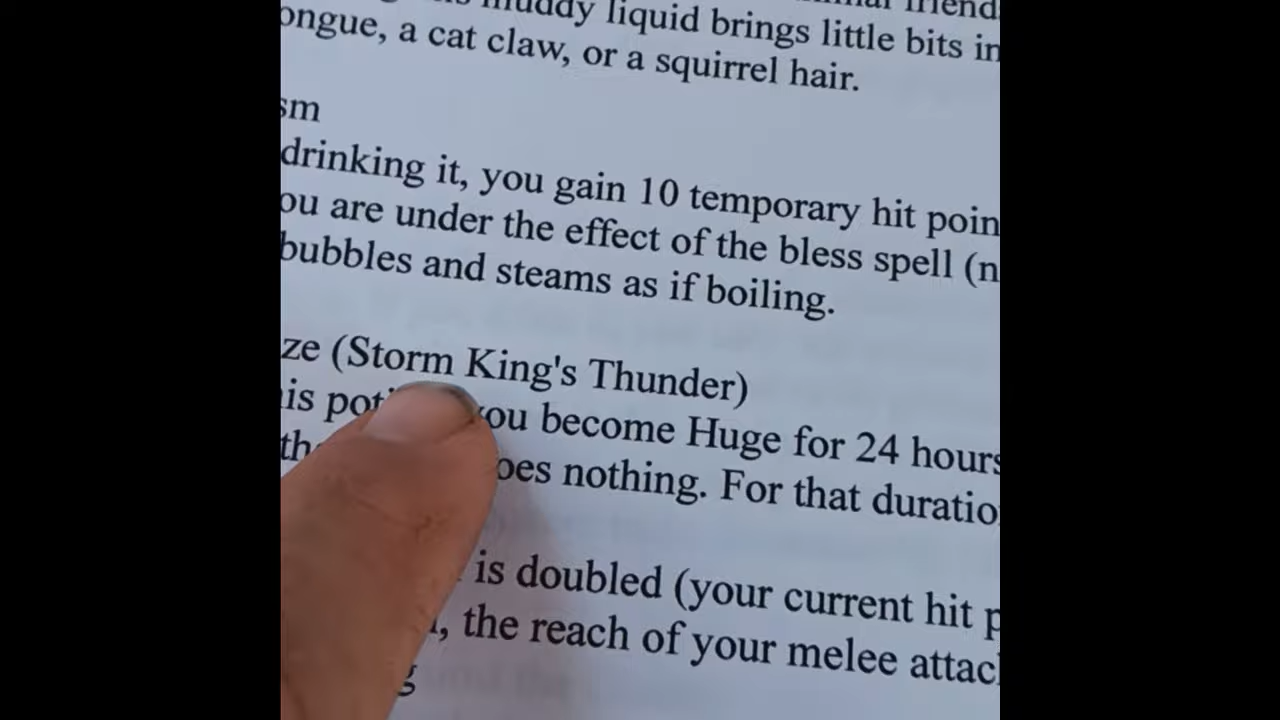 muddy liquid brings little bits in
ongue, a cat claw, or a squirrel hair.
sm
drinking it, you gain 10 temporary hit poin
ou are under the effect of the bless spell (n
bubbles and steams as if boiling.
ze (Storm King's Thunder)
is pot you become Huge for 24 hours
th oes nothing. For that duratio
is doubled (your current hit p
, the reach of your melee attac
g